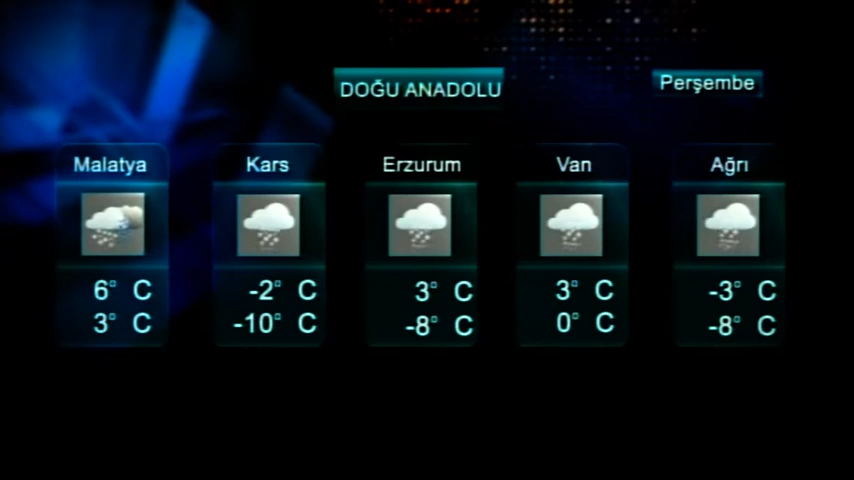 DOĞU ANADOLU
Perşembe
Malatya Kars Erzurum Van Ağrı
6° C -2° C 3° C 3° C -3° C
3° C -10° C -8° C 0° C -8° C